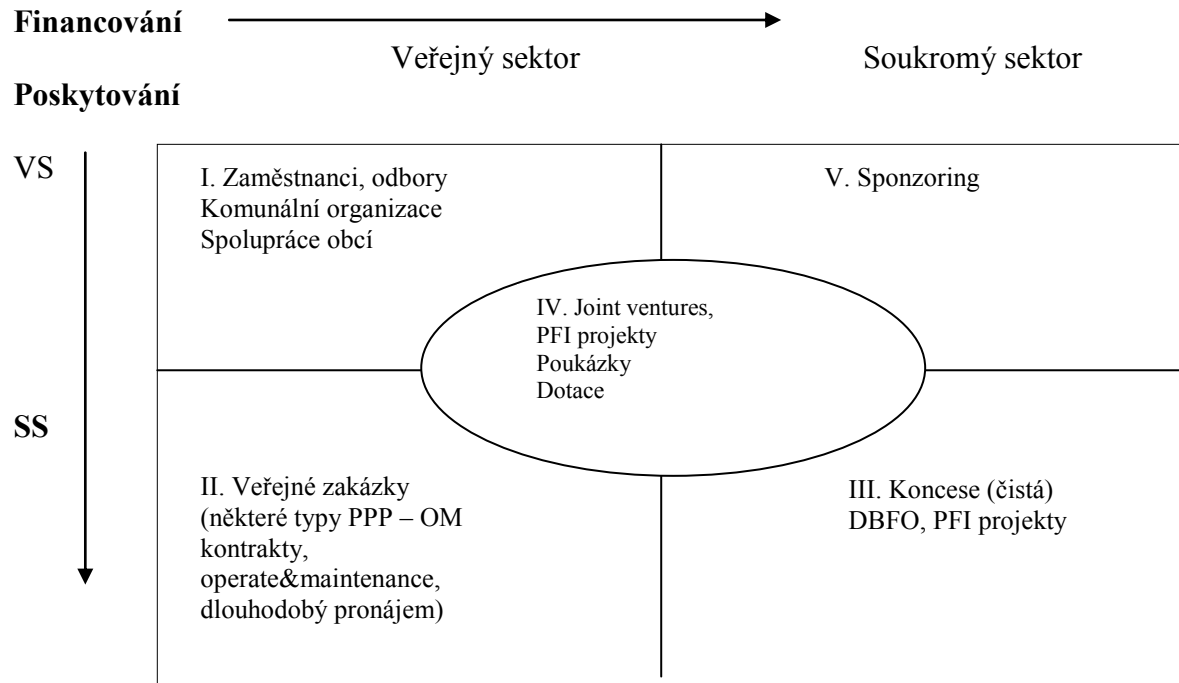 Financování
Veřejný sektor
Soukromý sektor
Poskytování
VS
I. Zaměstnanci, odbory
Komunální organizace
Spolupráce obcí
V. Sponzoring
IV. Joint ventures,
PFI projekty
Poukázky
Dotace
SS
II. Veřejné zakázky
(některé typy PPP – OM
kontrakty,
operate&maintenance,
dlouhodobý pronájem)
III. Koncese (čistá)
DBFO, PFI projekty